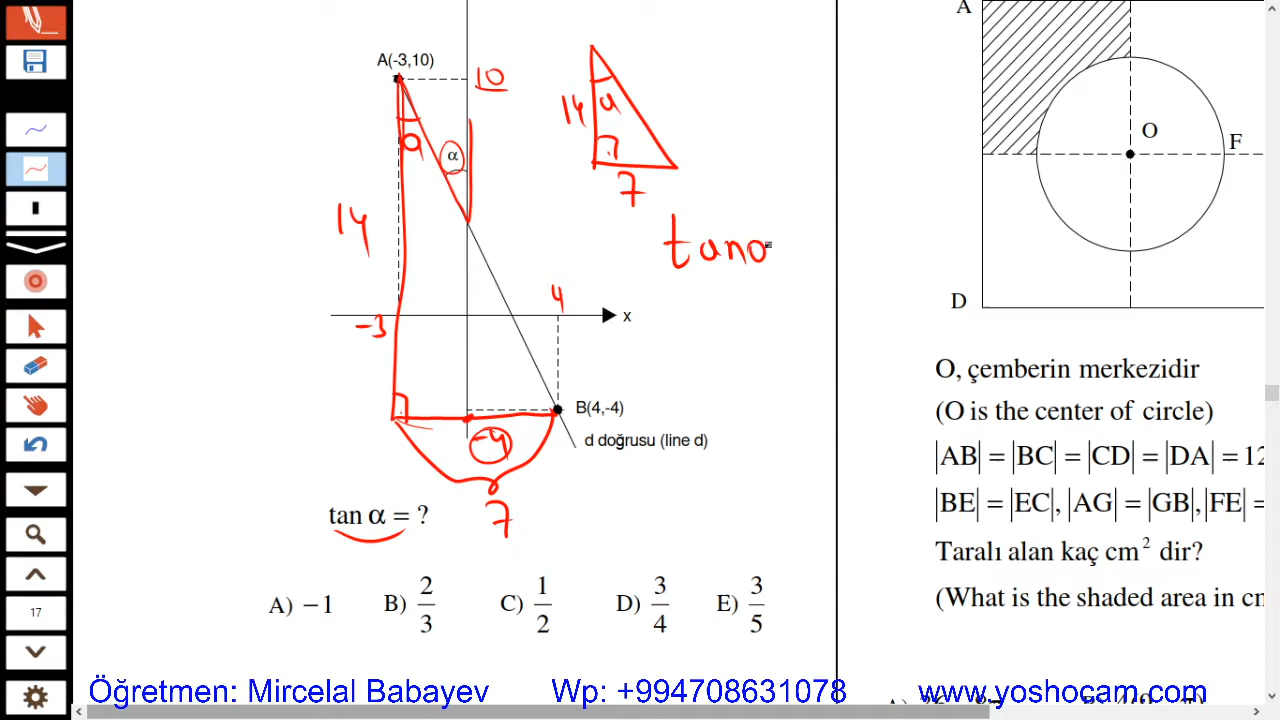 A(-3,10)
10
α
α
14
14
α
7
tanα
-3
4
x
B(4,-4)
-4
d doğrusu (line d)
7
tan α = ?
A) −1 B) 2/3 C) 1/2 D) 3/4 E) 3/5
17
A
O
F
D
O, çemberin merkezidir
(O is the center of circle)
|AB| = |BC| = |CD| = |DA| = 12
|BE| = |EC|, |AG| = |GB|, |FE| =
Taralı alan kaç cm² dir?
(What is the shaded area in
Öğretmen: Mircelal Babayev Wp: +994708631078 www.yoshocam.com